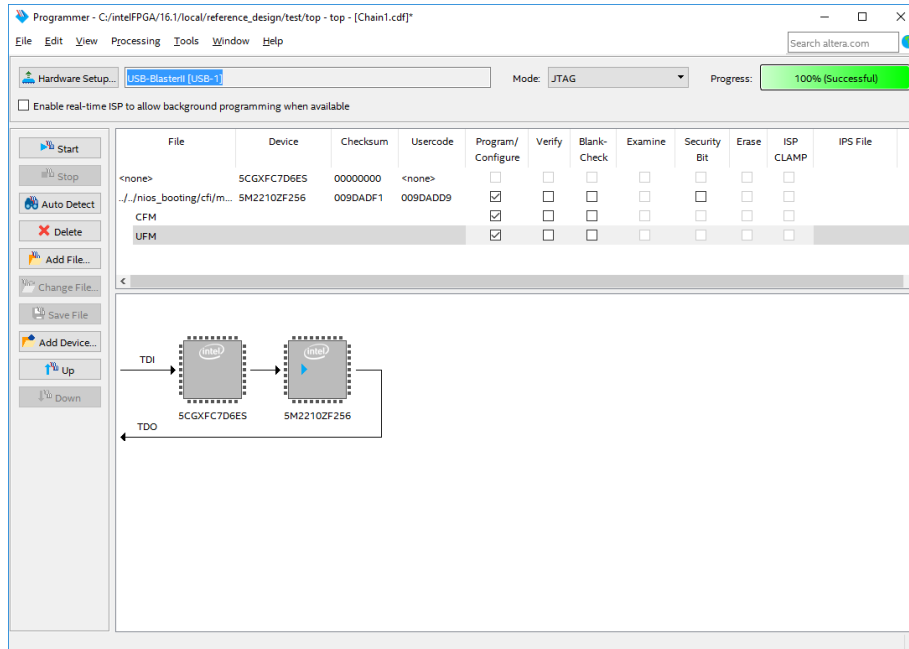 Programmer - C:/intelFPGA/16.1/local/reference_design/test/top - top - [Chain1.cdf]*
File Edit View Processing Tools Window Help
Search altera.com
Hardware Setup... USB-BlasterII [USB-1] Mode: JTAG Progress: 100% (Successful)
Enable real-time ISP to allow background programming when available
Start
Stop
Auto Detect
Delete
Add File...
Change File...
Save File
Add Device...
Up
Down
File Device Checksum Usercode Program/ Verify Blank- Examine Security Erase ISP IPS File
Configure Check Bit CLAMP
<none> 5CGXFC7D6ES 00000000 <none>
../../nios_booting/cfi/m... 5M2210ZF256 009DADF1 009DADD9
CFM
UFM
TDI
intel intel
5CGXFC7D6ES 5M2210ZF256
TDO